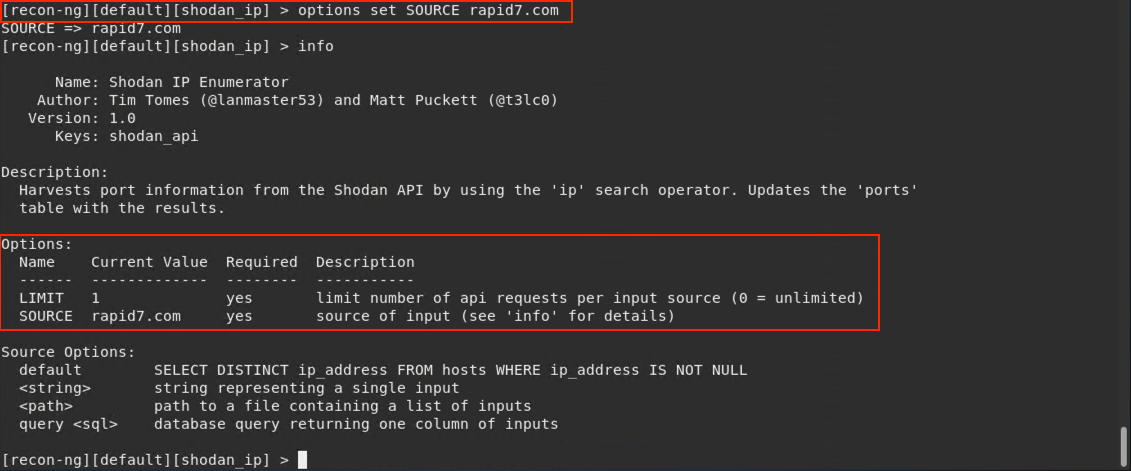 [recon-ng][default][shodan_ip] > options set SOURCE rapid7.com
SOURCE => rapid7.com
[recon-ng][default][shodan_ip] > info
Name: Shodan IP Enumerator
Author: Tim Tomes (@lanmaster53) and Matt Puckett (@t3lc0)
Version: 1.0
Keys: shodan_api
Description:
Harvests port information from the Shodan API by using the 'ip' search operator. Updates the 'ports'
table with the results.
Options:
Name    Current Value  Required  Description
------  -------------  --------  -----------
LIMIT   1              yes       limit number of api requests per input source (0 = unlimited)
SOURCE  rapid7.com     yes       source of input (see 'info' for details)
Source Options:
default        SELECT DISTINCT ip_address FROM hosts WHERE ip_address IS NOT NULL
<string>       string representing a single input
<path>         path to a file containing a list of inputs
query <sql>    database query returning one column of inputs
[recon-ng][default][shodan_ip] >